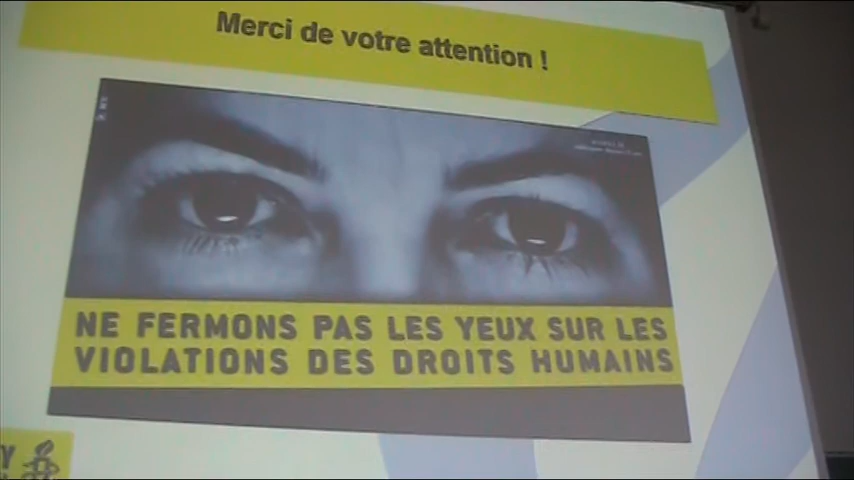 Merci de votre attention !
NE FERMONS PAS LES YEUX SUR LES
VIOLATIONS DES DROITS HUMAINS